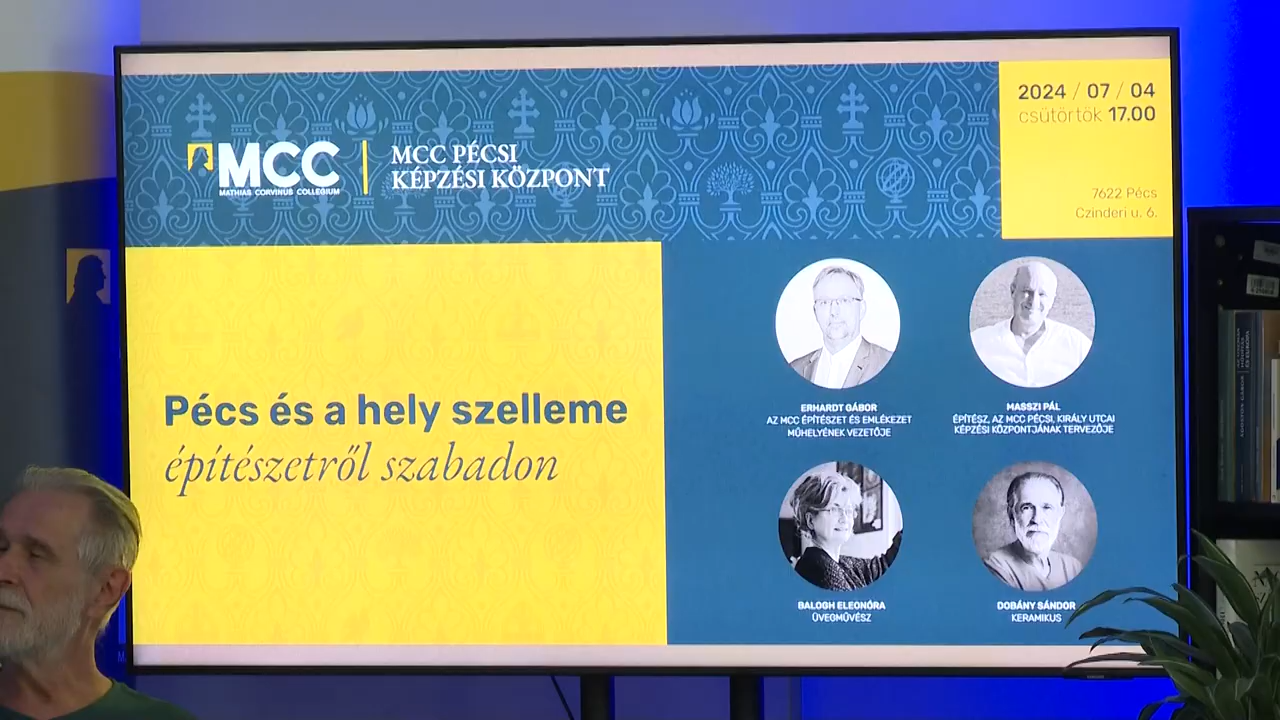 MCC
MATHIAS CORVINUS COLLEGIUM
MCC PÉCSI
KÉPZÉSI KÖZPONT
2024 / 07 / 04
csütörtök 17.00
7622 Pécs
Czinderi u. 6.
Pécs és a hely szelleme
építészetről szabadon
ERHARDT GÁBOR
AZ MCC ÉPÍTÉSZET ÉS EMLÉKEZET
MŰHELYÉNEK VEZETŐJE
MASSZI PÁL
ÉPÍTÉSZ, AZ MCC PÉCSI, KIRÁLY UTCAI
KÉPZÉSI KÖZPONTJÁNAK TERVEZŐJE
BALOGH ELEONÓRA
ÜVEGMŰVÉSZ
DOBÁNY SÁNDOR
KERAMIKUS